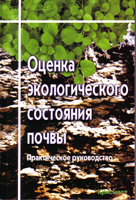 Оценка
экологического
состояния
почвы
Практическое руководство